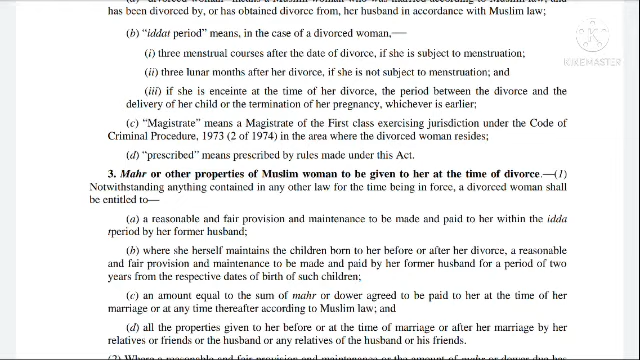 has been divorced by, or has obtained divorce from, her husband in accordance with Muslim law;
(b) “iddat period” means, in the case of a divorced woman,—
(i) three menstrual courses after the date of divorce, if she is subject to menstruation;
(ii) three lunar months after her divorce, if she is not subject to menstruation; and
(iii) if she is enceinte at the time of her divorce, the period between the divorce and the
delivery of her child or the termination of her pregnancy, whichever is earlier;
(c) “Magistrate” means a Magistrate of the First class exercising jurisdiction under the Code of
Criminal Procedure, 1973 (2 of 1974) in the area where the divorced woman resides;
(d) “prescribed” means prescribed by rules made under this Act.
3. Mahr or other properties of Muslim woman to be given to her at the time of divorce.—(1)
Notwithstanding anything contained in any other law for the time being in force, a divorced woman shall
be entitled to—
(a) a reasonable and fair provision and maintenance to be made and paid to her within the idda
rperiod by her former husband;
(b) where she herself maintains the children born to her before or after her divorce, a reasonable
and fair provision and maintenance to be made and paid by her former husband for a period of two
years from the respective dates of birth of such children;
(c) an amount equal to the sum of mahr or dower agreed to be paid to her at the time of her
marriage or at any time thereafter according to Muslim law; and
(d) all the properties given to her before or at the time of marriage or after her marriage by her
relatives or friends or the husband or any relatives of the husband or his friends.
KINEMASTER